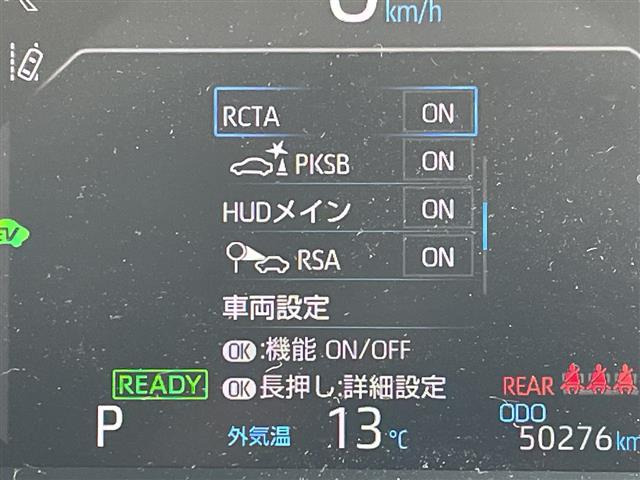 0 km/h
RCTA ON
PKSB ON
HUDメイン ON
RSA ON
車両設定
OK:機能 ON/OFF
OK長押し:詳細設定
EV
READY
REAR
P
外気温 13℃
ODO
50276km